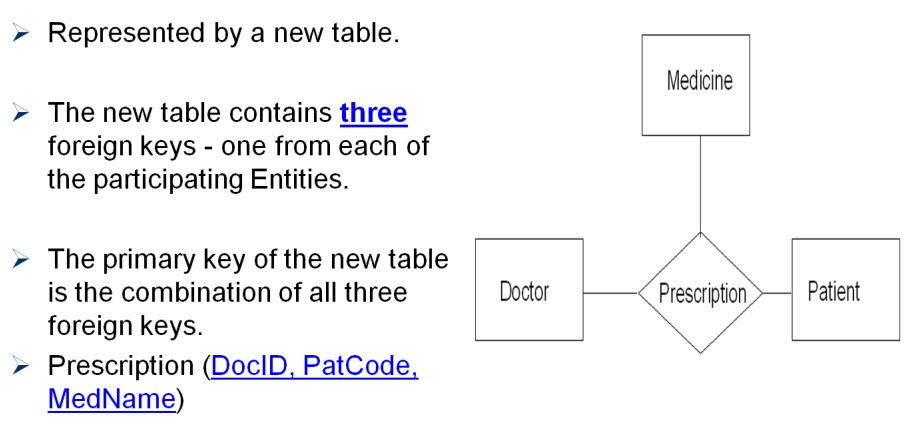 Represented by a new table.
The new table contains three
foreign keys - one from each of
the participating Entities.
The primary key of the new table
is the combination of all three
foreign keys.
Prescription (DocID, PatCode,
MedName)
Medicine
Doctor
Prescription
Patient